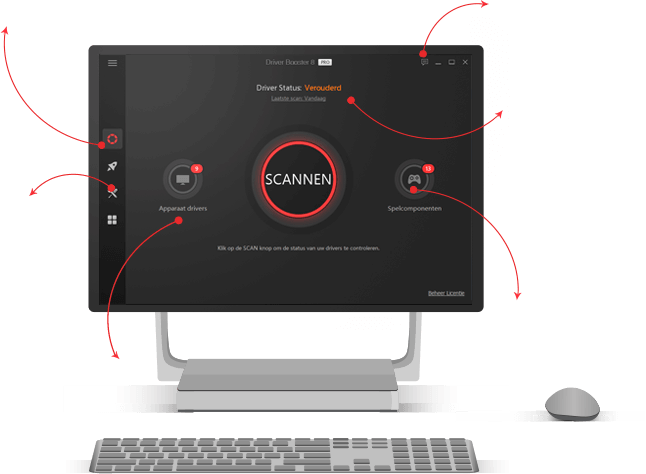 Driver Booster 8 PRO
Driver Status: Verouderd
Laatste scan: Vandaag
9
13
SCANNEN
Apparaat drivers
Spelcomponenten
Klik op de SCAN knop om de status van uw drivers te controleren.
Beheer Licentie